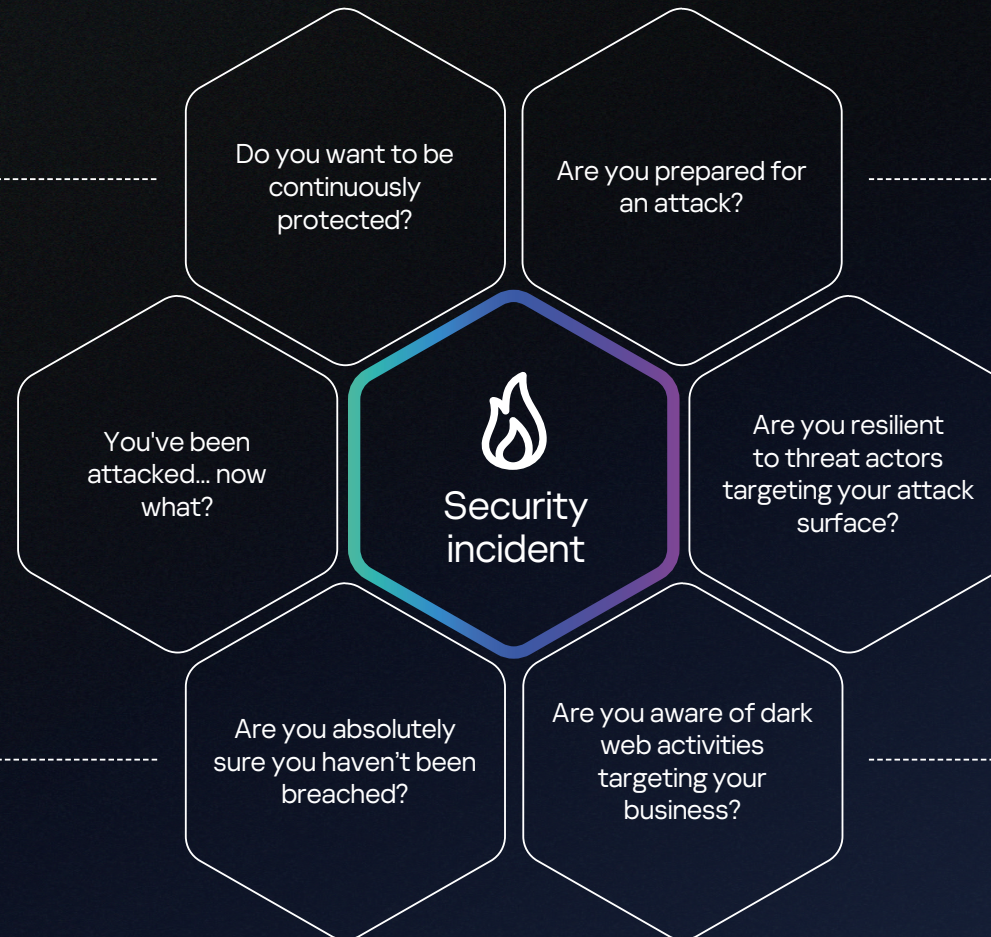 Do you want to be
continuously
protected?
Are you prepared for
an attack?
You've been
attacked... now
what?
Security
incident
Are you resilient
to threat actors
targeting your attack
surface?
Are you absolutely
sure you haven’t been
breached?
Are you aware of dark
web activities
targeting your
business?